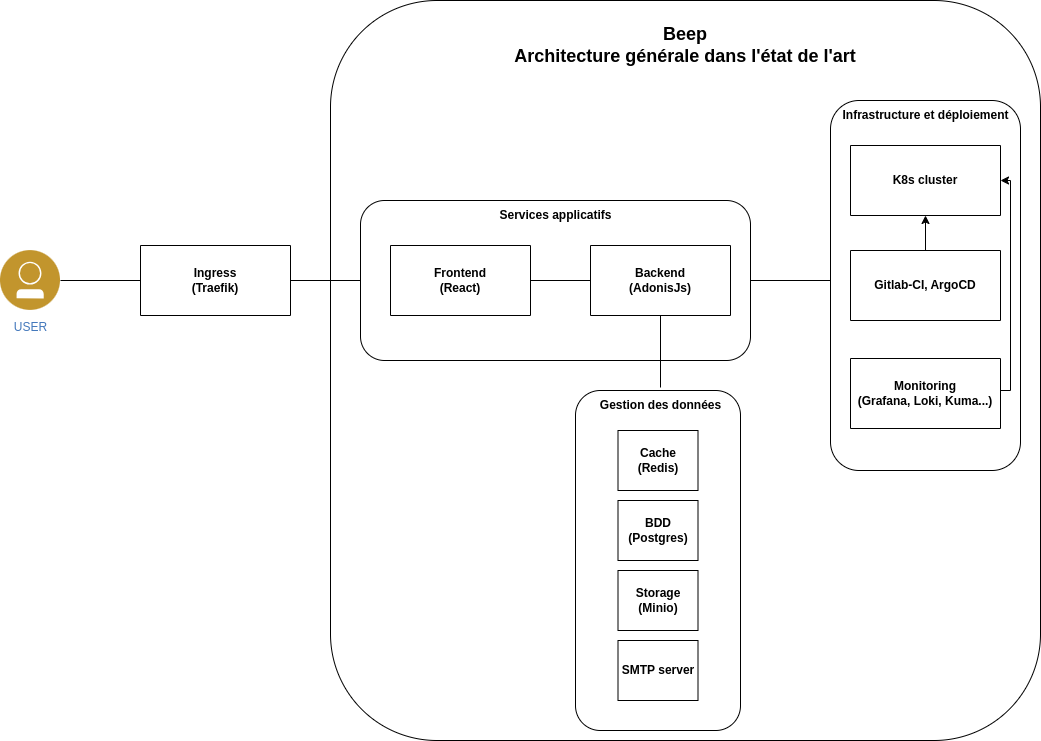 Beep
Architecture générale dans l'état de l'art
USER
Ingress
(Traefik)
Services applicatifs
Frontend
(React)
Backend
(AdonisJs)
Gestion des données
Cache
(Redis)
BDD
(Postgres)
Storage
(Minio)
SMTP server
Infrastructure et déploiement
K8s cluster
Gitlab-CI, ArgoCD
Monitoring
(Grafana, Loki, Kuma...)